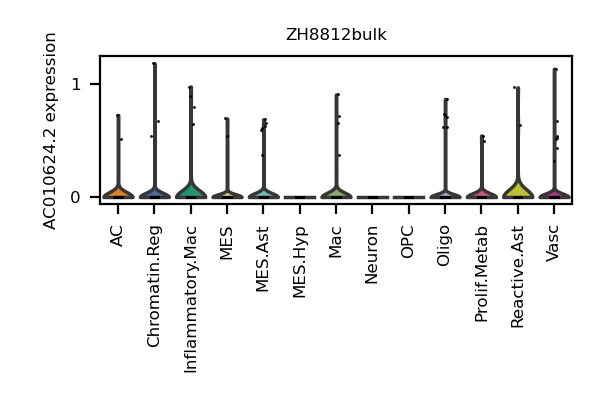 ZH8812bulk
AC010624.2 expression
1
0
AC
Chromatin.Reg
Inflammatory.Mac
MES
MES.Ast
MES.Hyp
Mac
Neuron
OPC
Oligo
Prolif.Metab
Reactive.Ast
Vasc